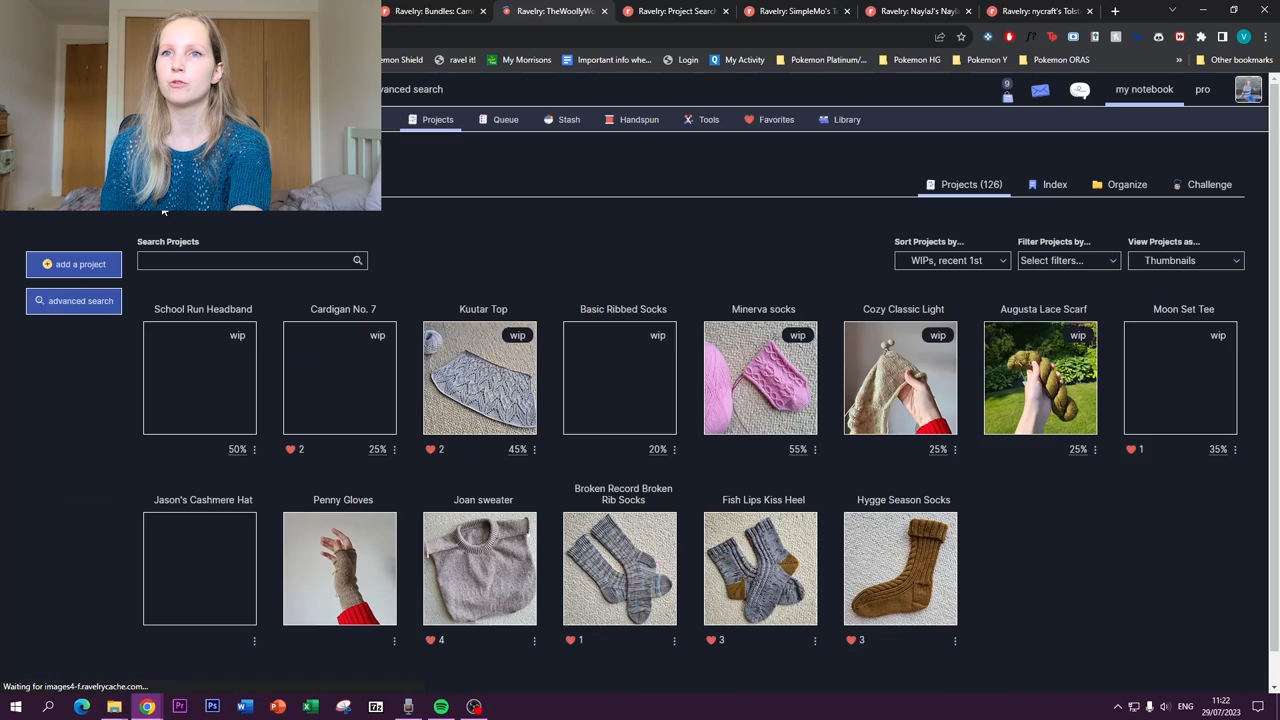 Ravelry: Bundles: Cam
Ravelry: TheWoollyWo
Ravelry: Project Search
Ravelry: SimpleMo's T
Ravelry: NaylaJ's Nayk
Ravelry: nycraft's Tolst
kemon Shield
ravel it!
My Morrisons
Important info whe...
Login
My Activity
Pokemon Platinum/...
Pokemon HG
Pokemon Y
Pokemon ORAS
Other bookmarks
dvanced search
9
my notebook
pro
Projects
Queue
Stash
Handspun
Tools
Favorites
Library
Projects (126)
Index
Organize
Challenge
add a project
advanced search
Search Projects
Sort Projects by...
WIPs, recent 1st
Filter Projects by...
Select filters...
View Projects as...
Thumbnails
School Run Headband
wip
50%
Cardigan No. 7
wip
2
25%
Kuutar Top
wip
2
45%
Basic Ribbed Socks
wip
20%
Minerva socks
wip
55%
Cozy Classic Light
wip
25%
Augusta Lace Scarf
wip
25%
Moon Set Tee
wip
1
35%
Jason's Cashmere Hat
Penny Gloves
Joan sweater
4
Broken Record Broken
Rib Socks
1
Fish Lips Kiss Heel
3
Hygge Season Socks
3
Waiting for images4-f.ravelrycache.com...
11:22
29/07/2023